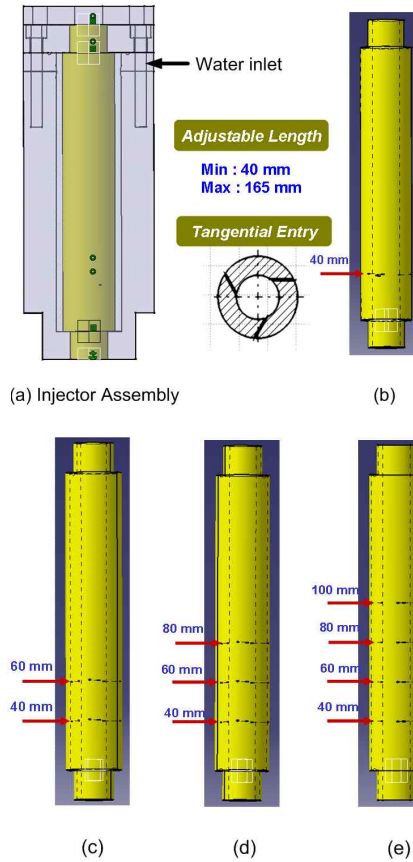 Water inlet
Adjustable Length
Min : 40 mm
Max : 165 mm
Tangential Entry
40 mm
(a) Injector Assembly
(b)
60 mm
40 mm
(c)
80 mm
60 mm
40 mm
(d)
100 mm
80 mm
60 mm
40 mm
(e)